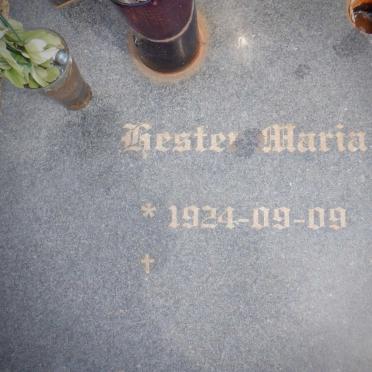 Hester Maria
* 1924-09-09
†